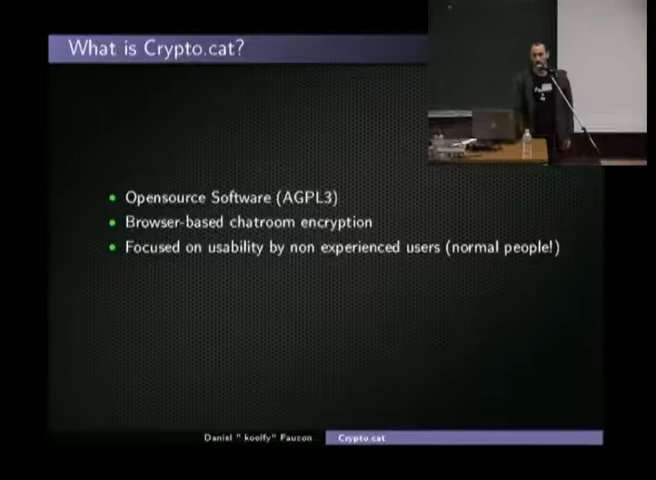 What is Crypto.cat?
Opensource Software (AGPL3)
Browser-based chatroom encryption
Focused on usability by non experienced users (normal people!)
Daniel "koolfy" Faucon
Crypto.cat